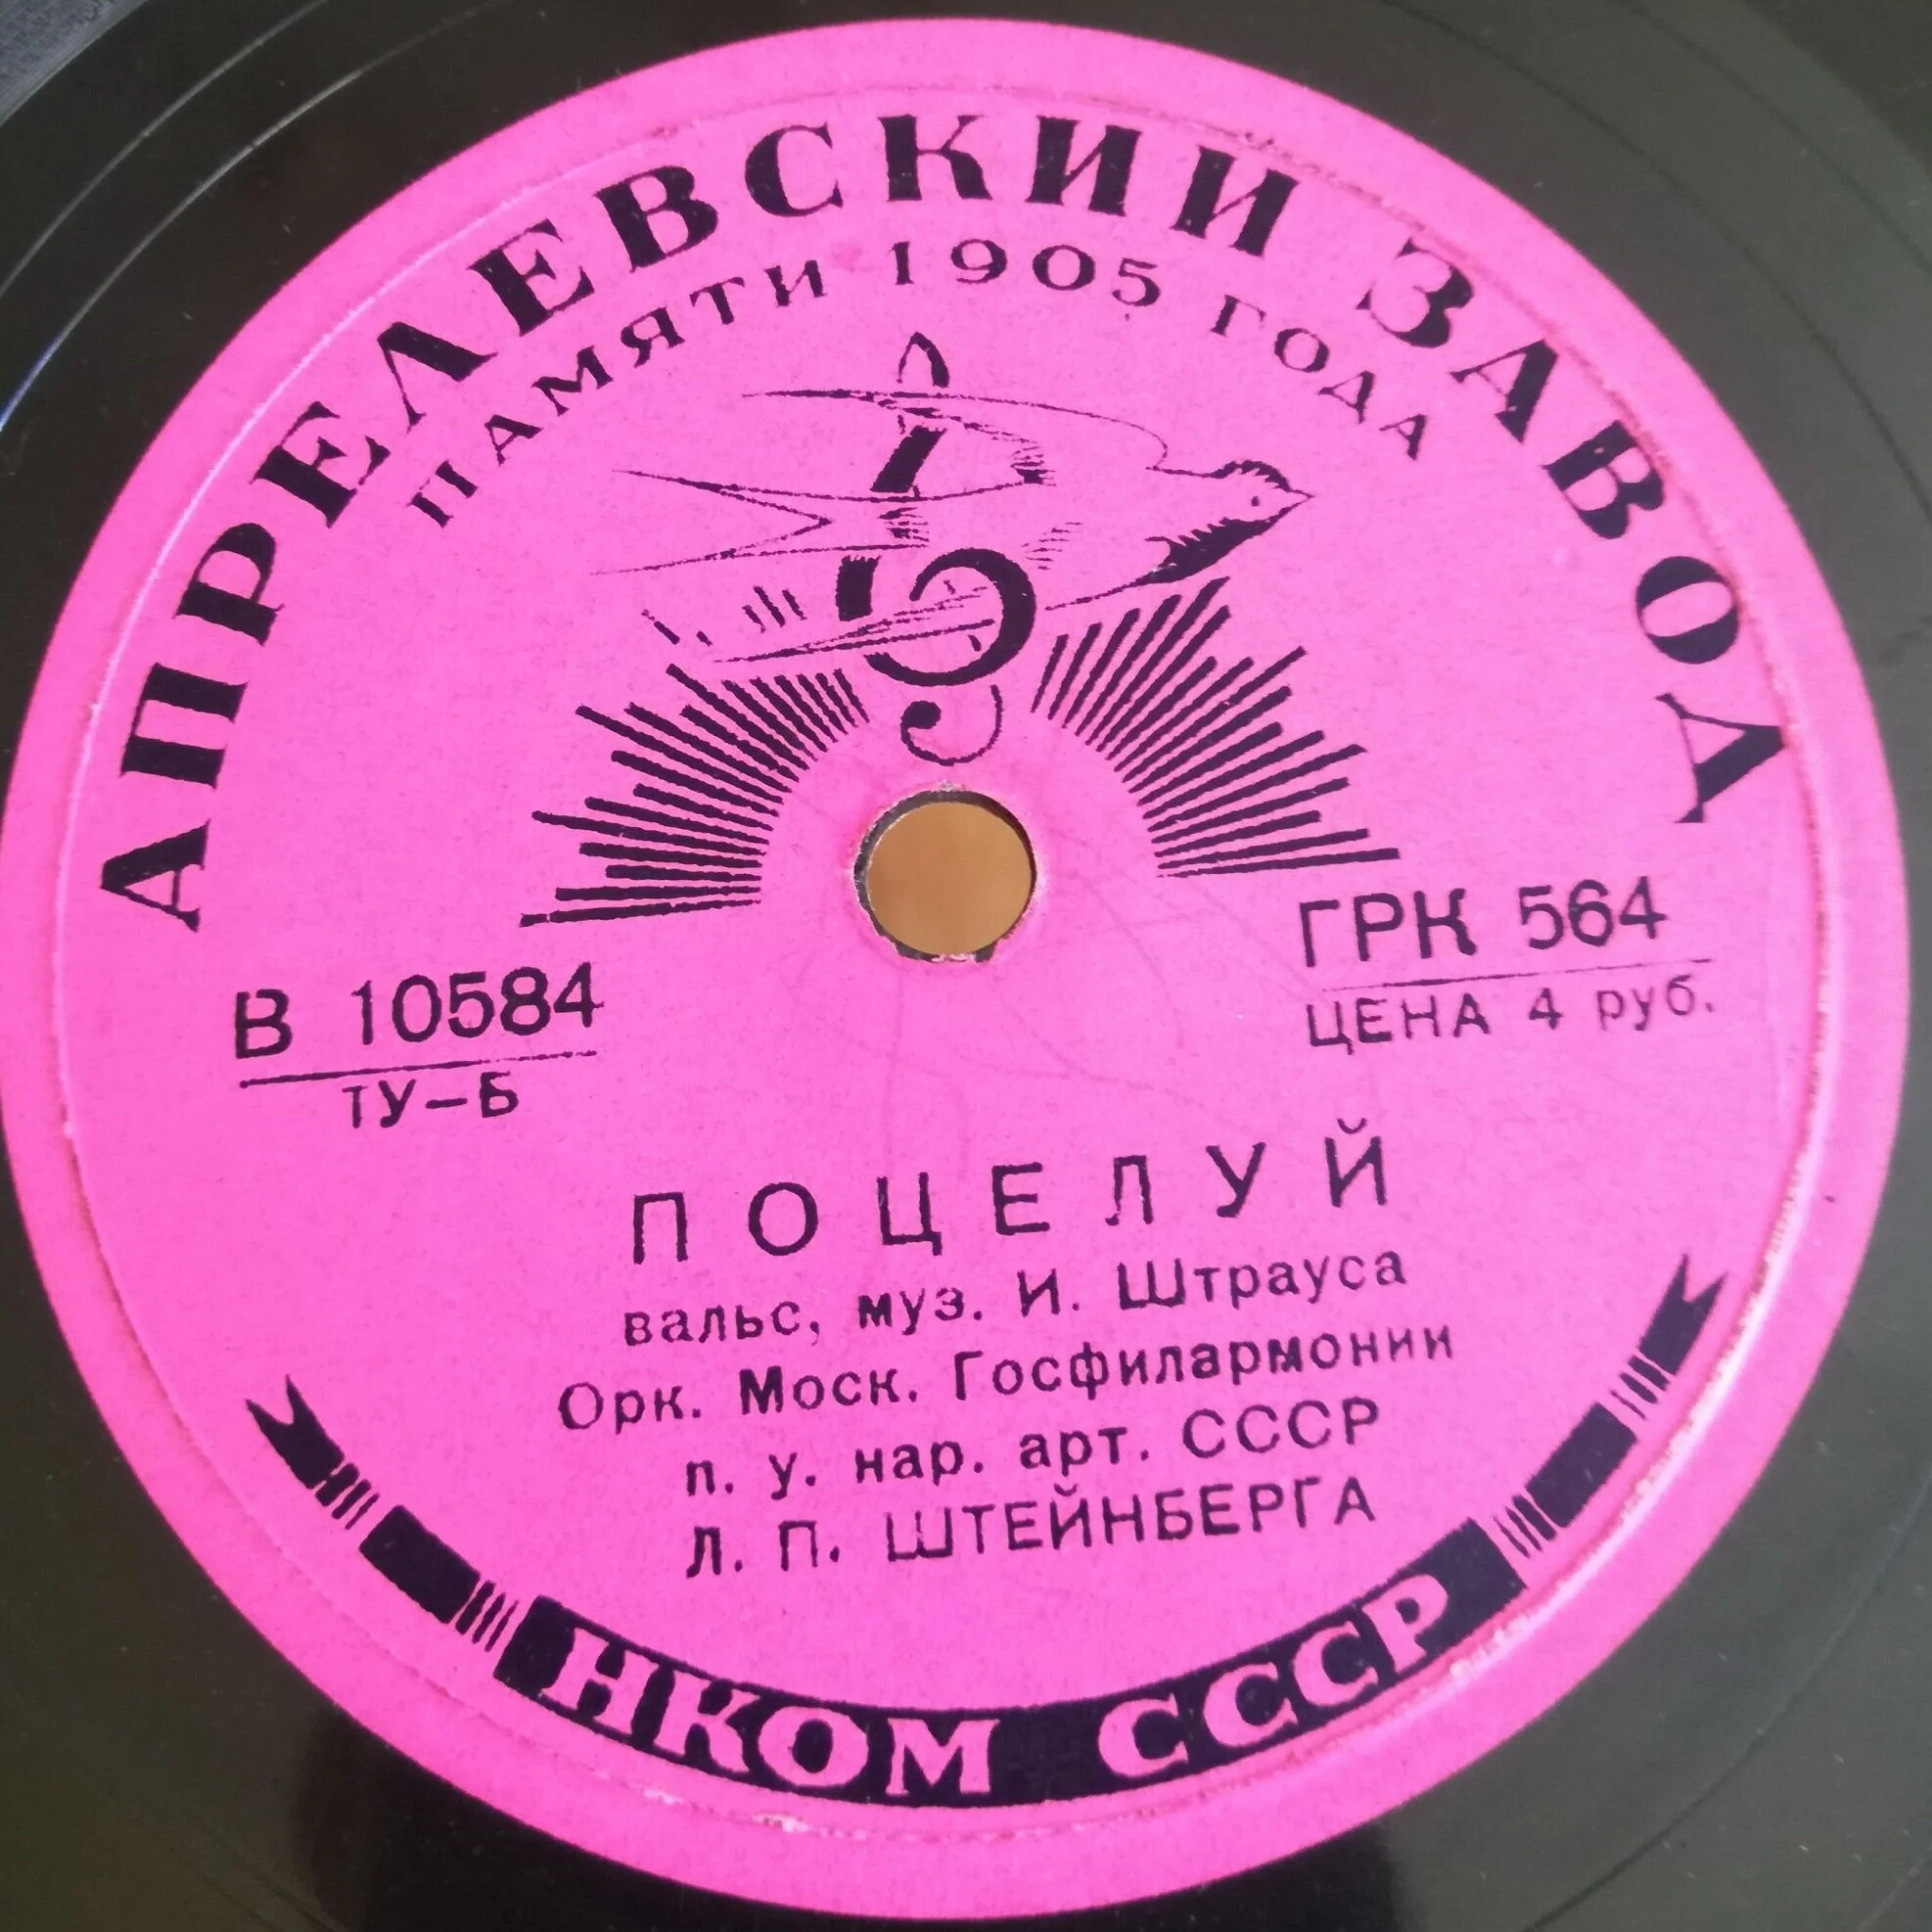 АПРЕЛЕВСКИЙ ЗАВОД
ПАМЯТИ 1905 ГОДА
В 10584
ТУ—Б
ГРК 564
ЦЕНА 4 руб.
ПОЦЕЛУЙ
вальс, муз. И. Штрауса
Орк. Моск. Госфилармонии
п. у. нар. арт. СССР
Л. П. ШТЕЙНБЕРГА
НКОМ СССР